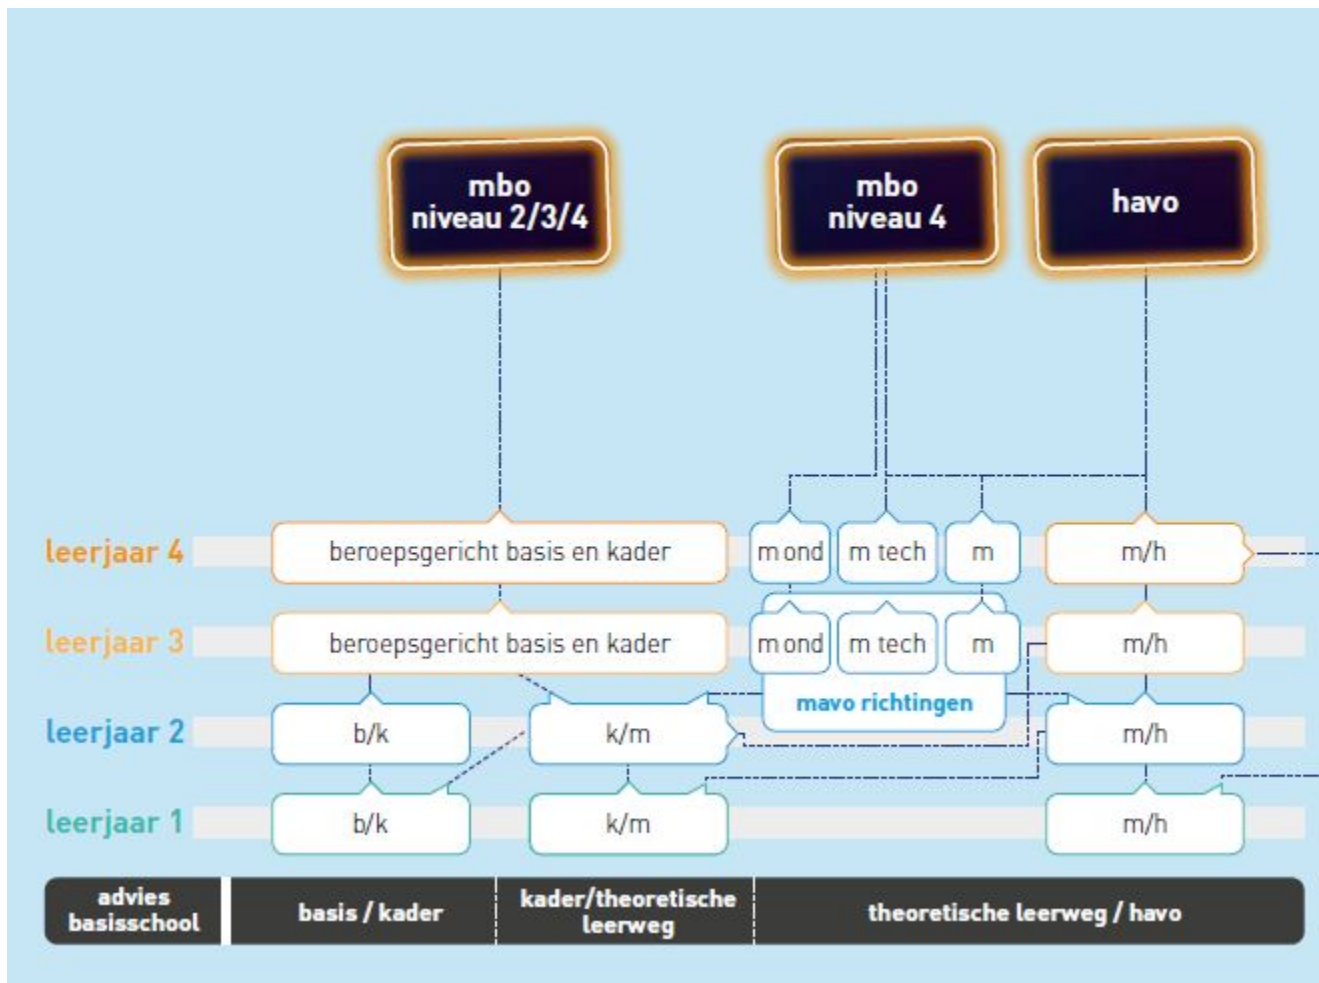 mbo
niveau 2/3/4
mbo
niveau 4
havo
leerjaar 4
beroepsgericht basis en kader
m ond
m tech
m
m/h
leerjaar 3
beroepsgericht basis en kader
m ond
m tech
m
m/h
mavo richtingen
leerjaar 2
b/k
k/m
m/h
leerjaar 1
b/k
k/m
m/h
advies
basisschool
basis / kader
kader/theoretische
leerweg
theoretische leerweg / havo